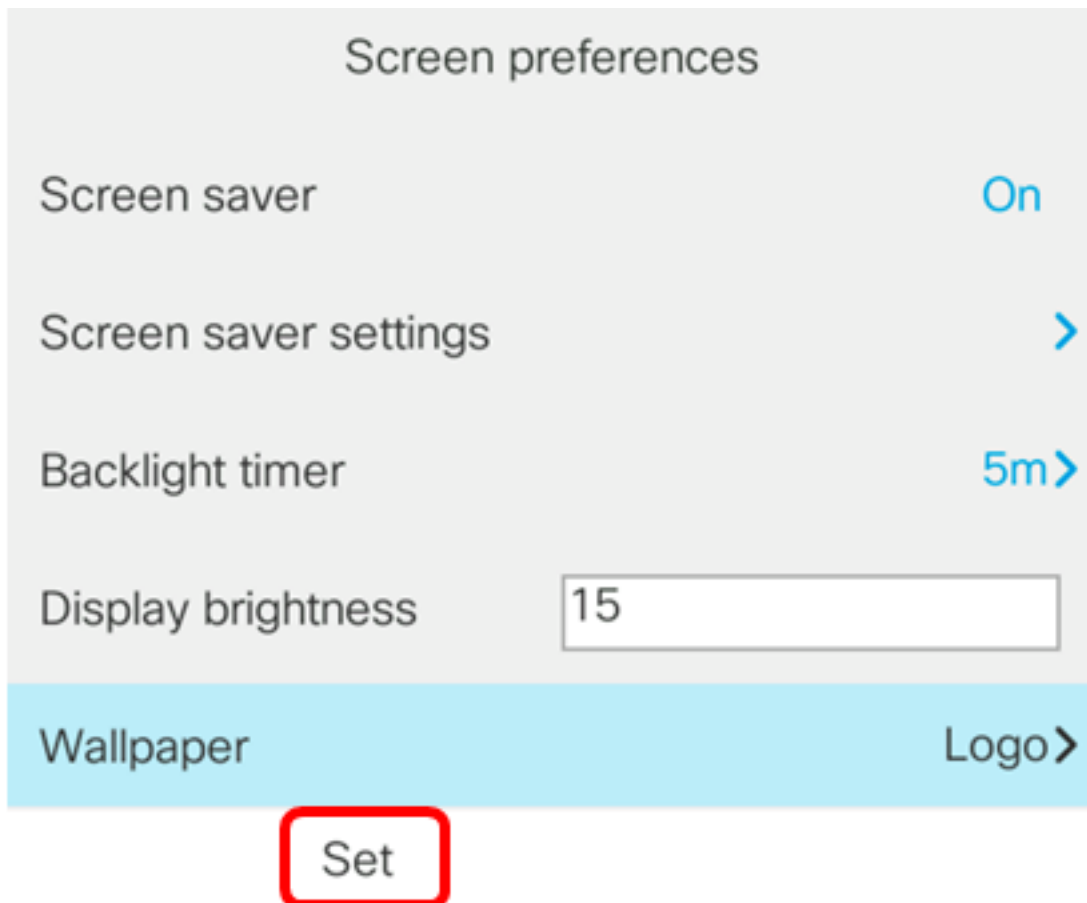 Screen preferences
Screen saver On
Screen saver settings
Backlight timer 5m
Display brightness 15
Wallpaper Logo
Set